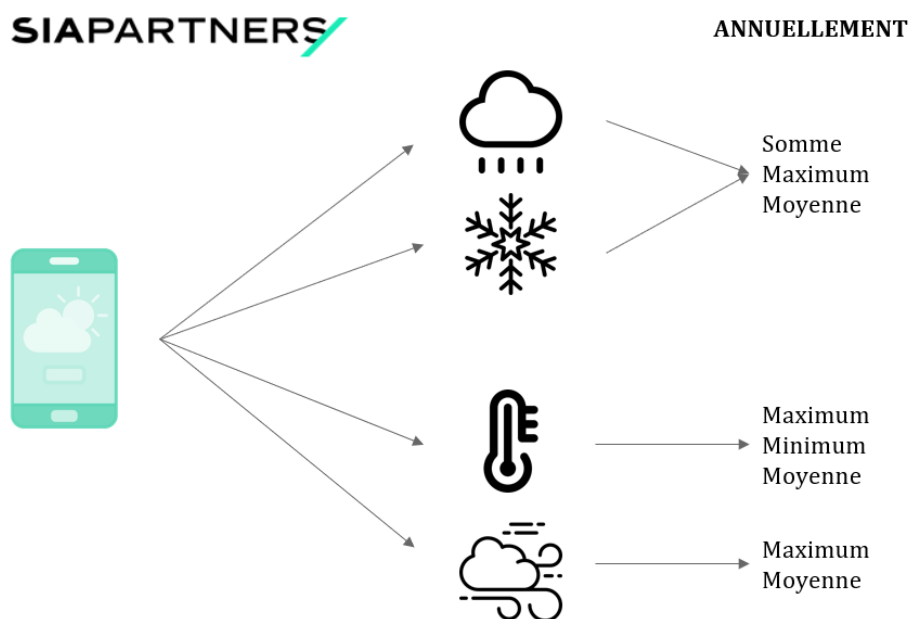 SIAPARTNERS
ANNUELLEMENT
Somme
Maximum
Moyenne
Maximum
Minimum
Moyenne
Maximum
Moyenne